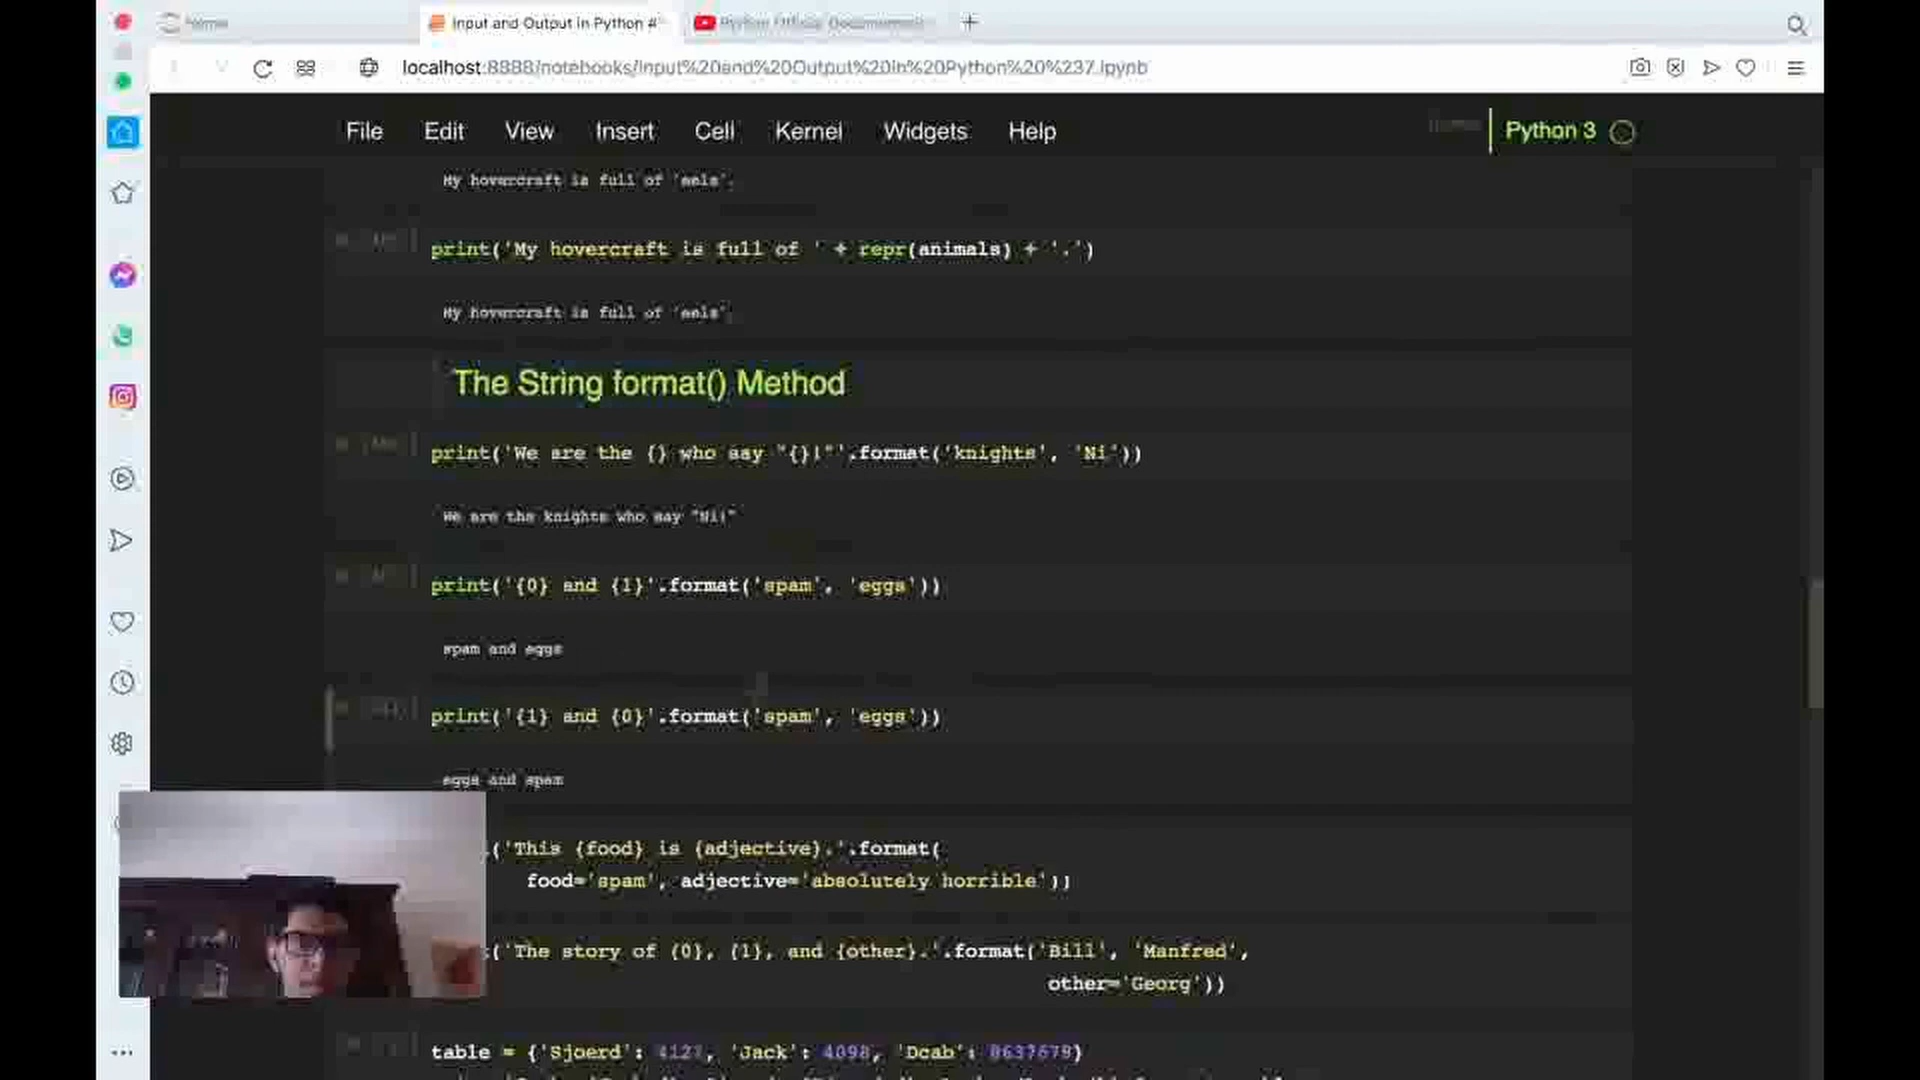 Home
Input and Output in Python #
Python Official Documentation
localhost:8888/notebooks/Input%20and%20Output%20in%20Python%20%237.ipynb
File Edit View Insert Cell Kernel Widgets Help
Python 3
My hovercraft is full of 'eels'.
print('My hovercraft is full of ' + repr(animals) + '.')
My hovercraft is full of 'eels'.
The String format() Method
print('We are the {} who say "{}!"'.format('knights', 'Ni'))
We are the knights who say "Ni!"
print('{0} and {1}'.format('spam', 'eggs'))
spam and eggs
print('{1} and {0}'.format('spam', 'eggs'))
eggs and spam
('This {food} is {adjective}.'.format(
food='spam', adjective='absolutely horrible'))
('The story of {0}, {1}, and {other}.'.format('Bill', 'Manfred',
other='Georg'))
table = {'Sjoerd': 4127, 'Jack': 4098, 'Dcab': 8637678}